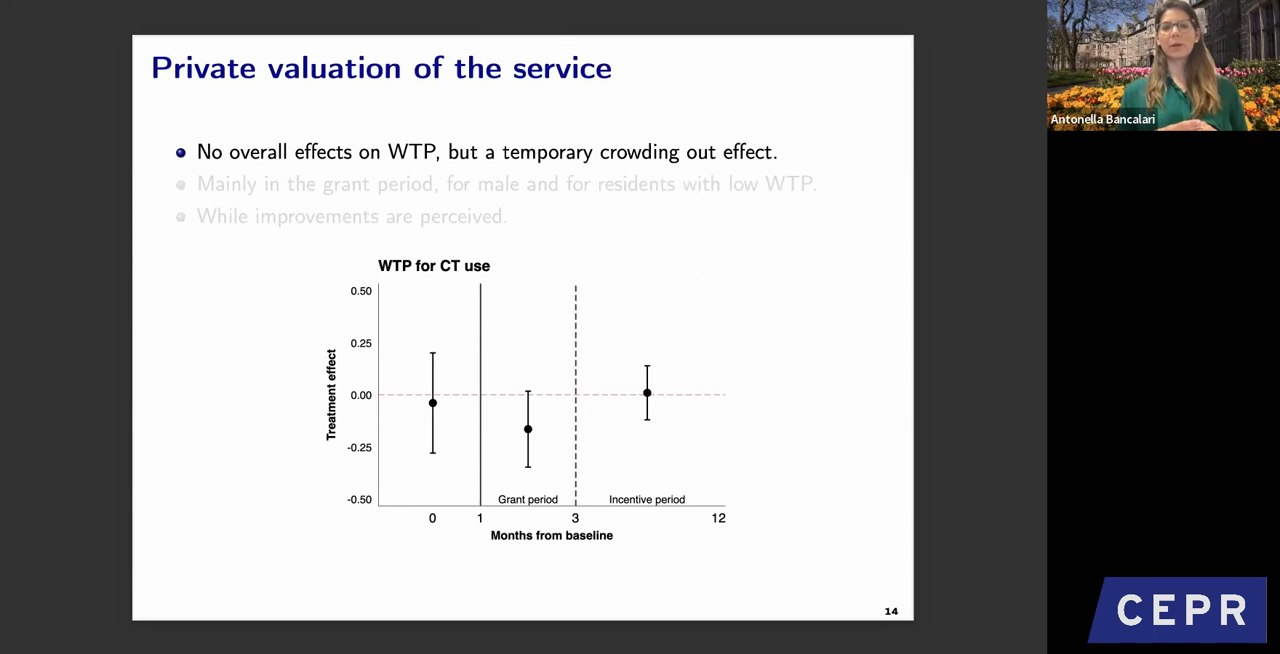 Private valuation of the service
No overall effects on WTP, but a temporary crowding out effect.
Mainly in the grant period, for male and for residents with low WTP.
While improvements are perceived.
WTP for CT use
0.50
0.25
0.00
-0.25
-0.50
Treatment effect
Grant period
Incentive period
0
1
3
12
Months from baseline
14
Antonella Bancalari
CEPR